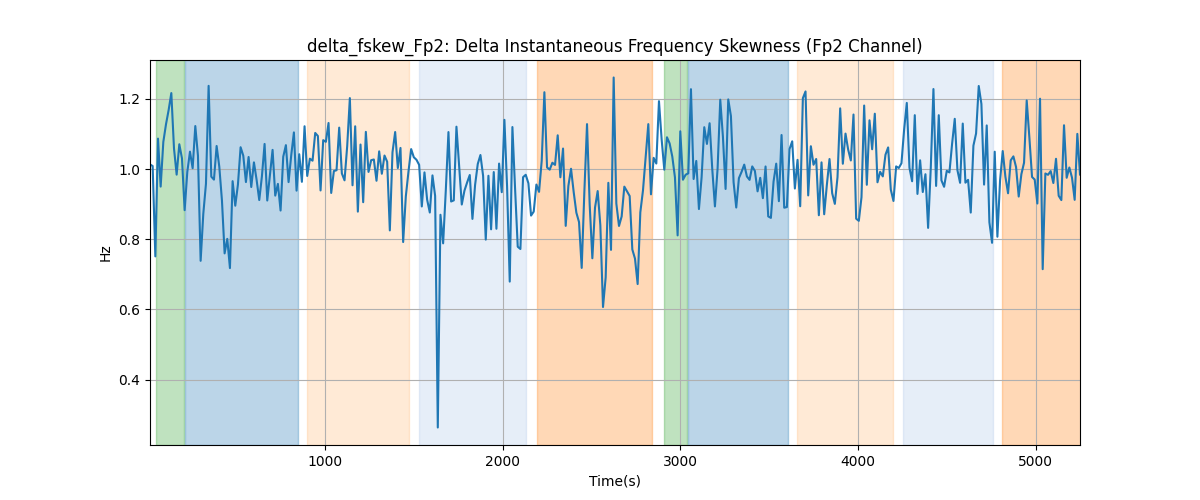 delta_fskew_Fp2: Delta Instantaneous Frequency Skewness (Fp2 Channel)
1.2
1.0
0.8
0.6
0.4
Hz
1000 2000 3000 4000 5000
Time(s)